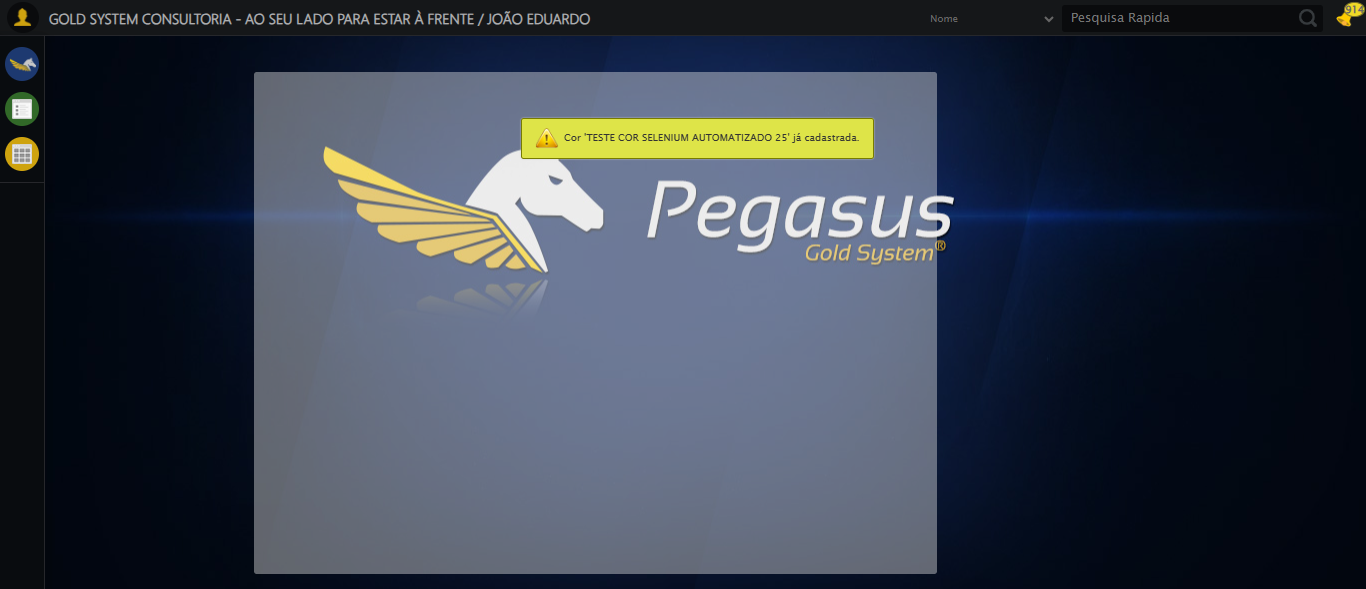 GOLD SYSTEM CONSULTORIA - AO SEU LADO PARA ESTAR À FRENTE / JOÃO EDUARDO
Nome
Pesquisa Rapida
914
Cor 'TESTE COR SELENIUM AUTOMATIZADO 25' já cadastrada.
Pegasus
Gold System®